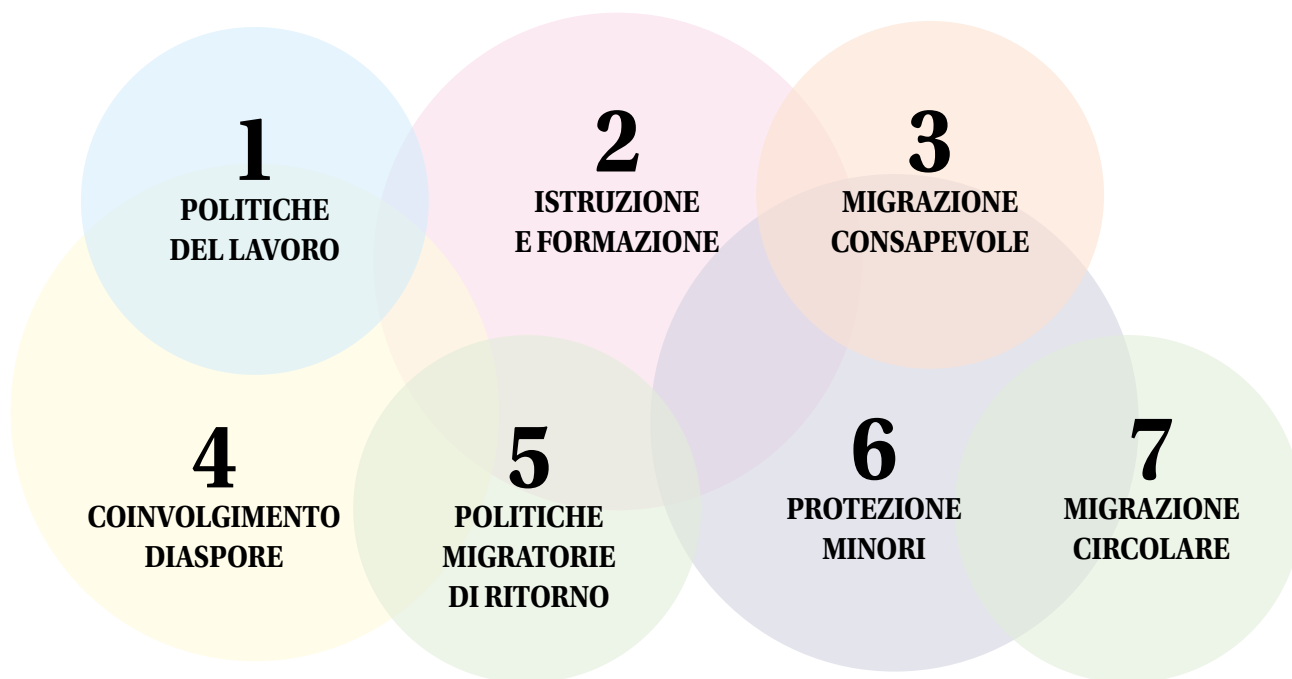 1
POLITICHE
DEL LAVORO
2
ISTRUZIONE
E FORMAZIONE
3
MIGRAZIONE
CONSAPEVOLE
4
COINVOLGIMENTO
DIASPORE
5
POLITICHE
MIGRATORIE
DI RITORNO
6
PROTEZIONE
MINORI
7
MIGRAZIONE
CIRCOLARE